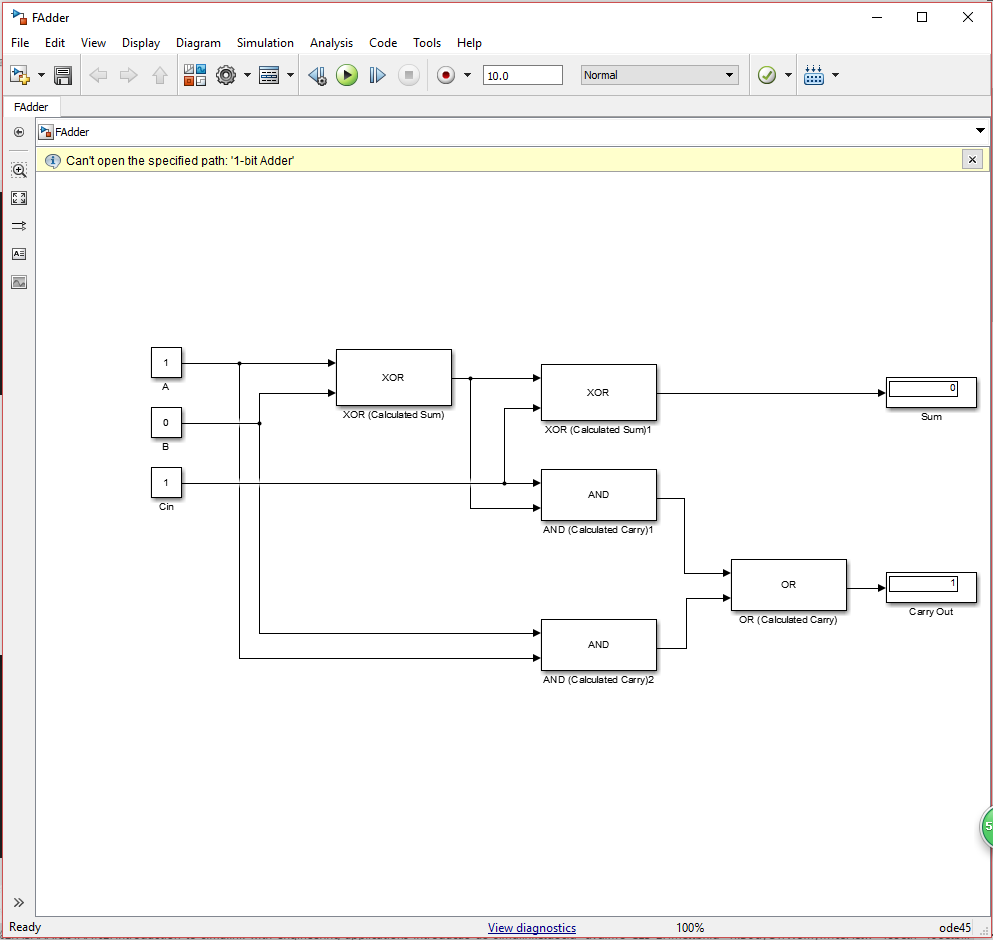 FAdder
File Edit View Display Diagram Simulation Analysis Code Tools Help
10.0 Normal
FAdder
FAdder
Can't open the specified path: '1-bit Adder'
1
A
XOR
XOR (Calculated Sum)
XOR
XOR (Calculated Sum)1
0
Sum
0
B
1
Cin
AND
AND (Calculated Carry)1
OR
OR (Calculated Carry)
1
Carry Out
AND
AND (Calculated Carry)2
5
Ready View diagnostics 100% ode45